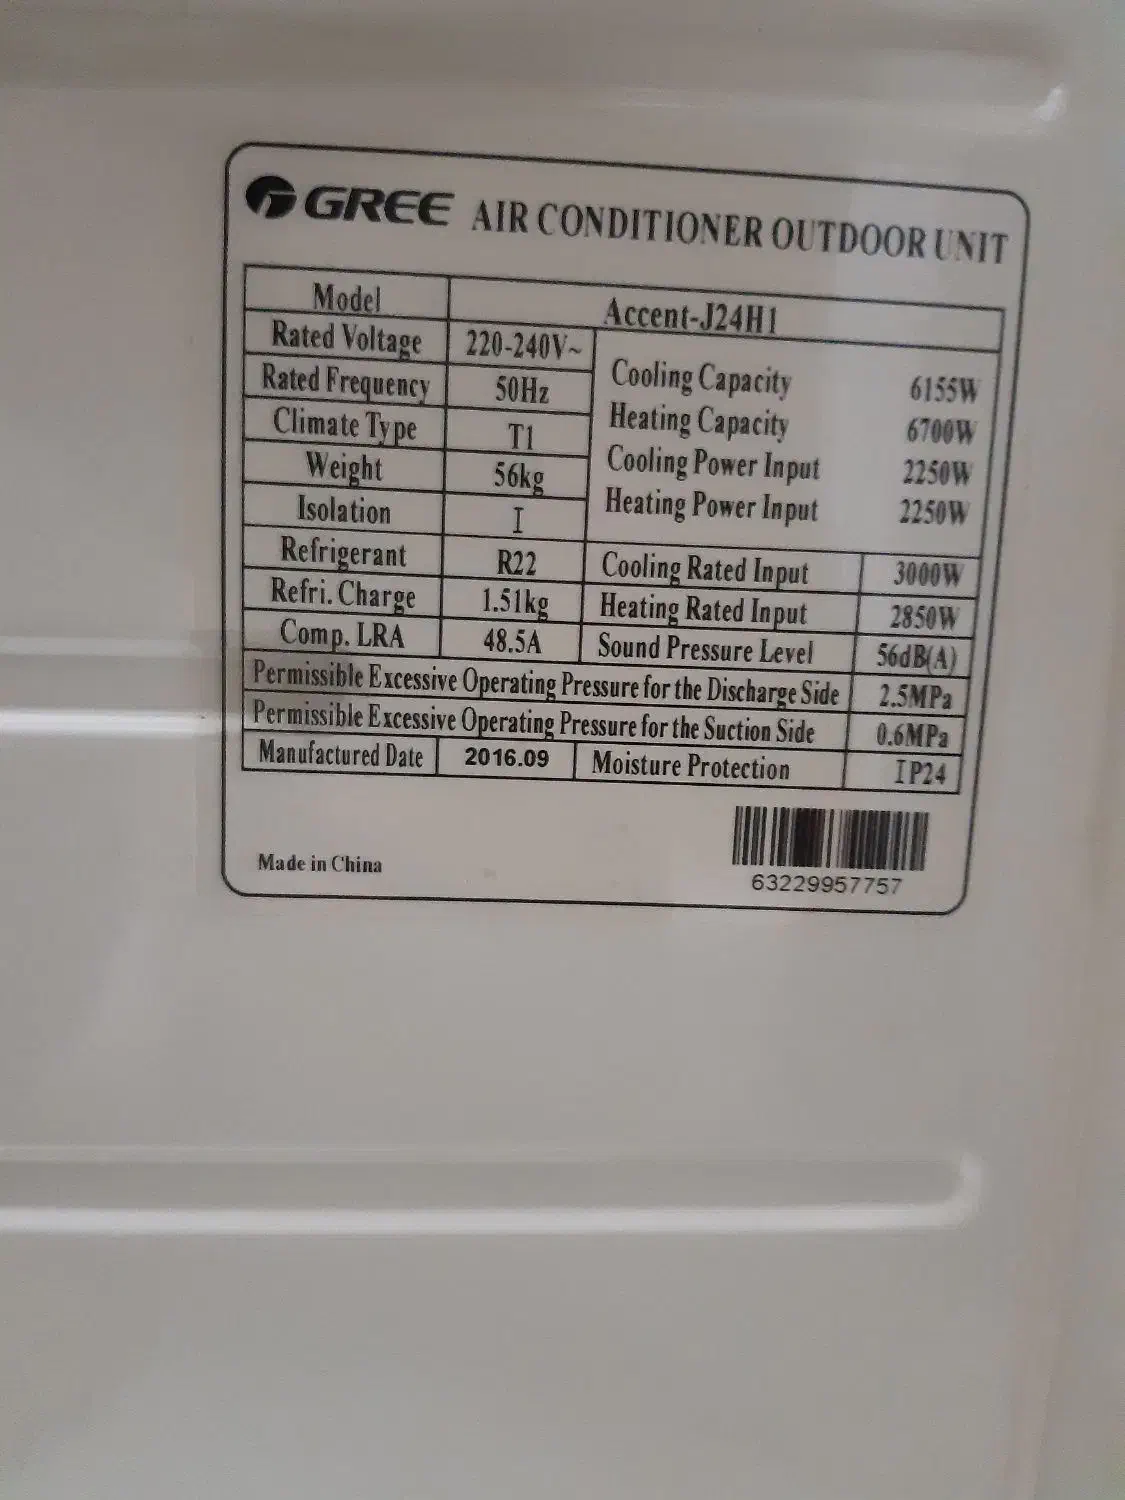 GREE AIR CONDITIONER OUTDOOR UNIT
Model Accent-J24H1
Rated Voltage 220-240V~
Rated Frequency 50Hz
Climate Type T1
Weight 56kg
Isolation I
Refrigerant R22
Refri. Charge 1.51kg
Comp. LRA 48.5A
Cooling Capacity 6155W
Heating Capacity 6700W
Cooling Power Input 2250W
Heating Power Input 2250W
Cooling Rated Input 3000W
Heating Rated Input 2850W
Sound Pressure Level 56dB(A)
Permissible Excessive Operating Pressure for the Discharge Side 2.5MPa
Permissible Excessive Operating Pressure for the Suction Side 0.6MPa
Manufactured Date 2016.09 Moisture Protection IP24
Made in China
63229957757